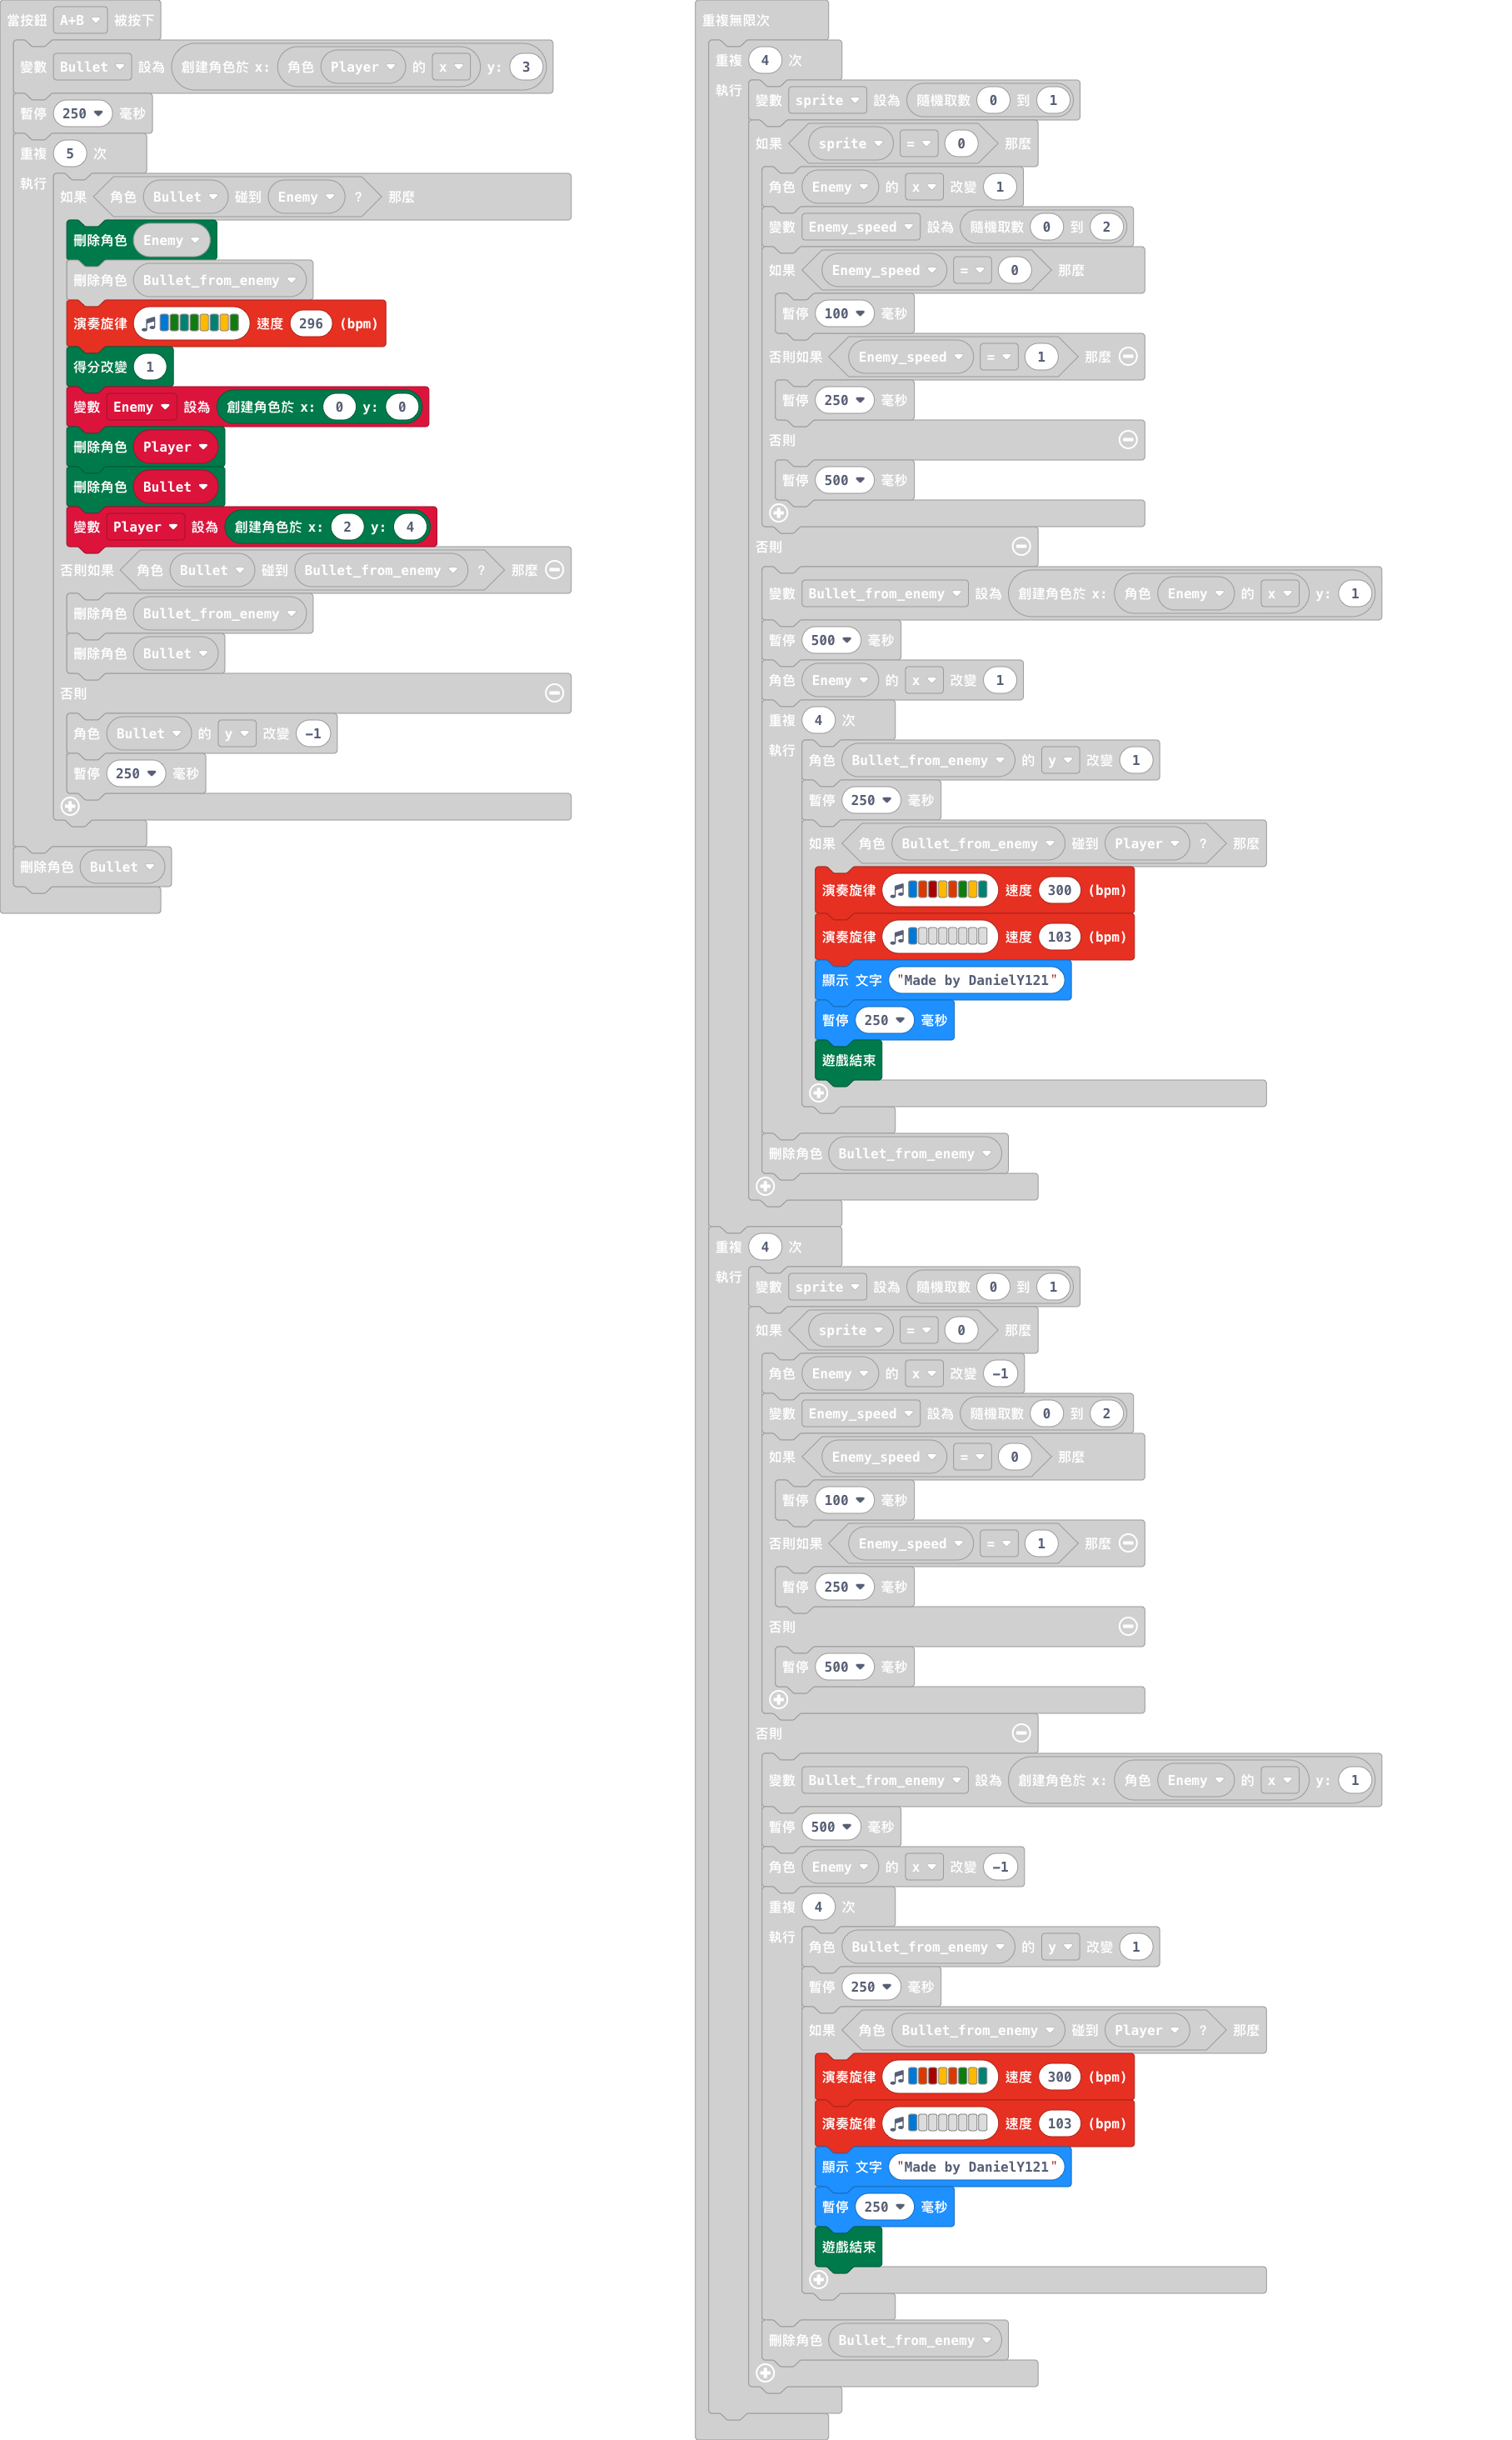 當按鈕 A+B 被按下
變數 Bullet 設為 創建角色於 x: 角色 Player 的 x y: 3
暫停 250 毫秒
重複 5 次
執行
如果 角色 Bullet 碰到 Enemy ? 那麼
刪除角色 Enemy
刪除角色 Bullet_from_enemy
演奏旋律 速度 296 (bpm)
得分改變 1
變數 Enemy 設為 創建角色於 x: 0 y: 0
刪除角色 Player
刪除角色 Bullet
變數 Player 設為 創建角色於 x: 2 y: 4
否則如果 角色 Bullet 碰到 Bullet_from_enemy ? 那麼
刪除角色 Bullet_from_enemy
刪除角色 Bullet
否則
角色 Bullet 的 y 改變 -1
暫停 250 毫秒
刪除角色 Bullet
重複無限次
重複 4 次
執行
變數 sprite 設為 隨機取數 0 到 1
如果 sprite = 0 那麼
角色 Enemy 的 x 改變 1
變數 Enemy_speed 設為 隨機取數 0 到 2
如果 Enemy_speed = 0 那麼
暫停 100 毫秒
否則如果 Enemy_speed = 1 那麼
暫停 250 毫秒
否則
暫停 500 毫秒
否則
變數 Bullet_from_enemy 設為 創建角色於 x: 角色 Enemy 的 x y: 1
暫停 500 毫秒
角色 Enemy 的 x 改變 1
重複 4 次
執行
角色 Bullet_from_enemy 的 y 改變 1
暫停 250 毫秒
如果 角色 Bullet_from_enemy 碰到 Player ? 那麼
演奏旋律 速度 300 (bpm)
演奏旋律 速度 103 (bpm)
顯示 文字 "Made by DanielY121"
暫停 250 毫秒
遊戲結束
刪除角色 Bullet_from_enemy
重複 4 次
執行
變數 sprite 設為 隨機取數 0 到 1
如果 sprite = 0 那麼
角色 Enemy 的 x 改變 -1
變數 Enemy_speed 設為 隨機取數 0 到 2
如果 Enemy_speed = 0 那麼
暫停 100 毫秒
否則如果 Enemy_speed = 1 那麼
暫停 250 毫秒
否則
暫停 500 毫秒
否則
變數 Bullet_from_enemy 設為 創建角色於 x: 角色 Enemy 的 x y: 1
暫停 500 毫秒
角色 Enemy 的 x 改變 -1
重複 4 次
執行
角色 Bullet_from_enemy 的 y 改變 1
暫停 250 毫秒
如果 角色 Bullet_from_enemy 碰到 Player ? 那麼
演奏旋律 速度 300 (bpm)
演奏旋律 速度 103 (bpm)
顯示 文字 "Made by DanielY121"
暫停 250 毫秒
遊戲結束
刪除角色 Bullet_from_enemy